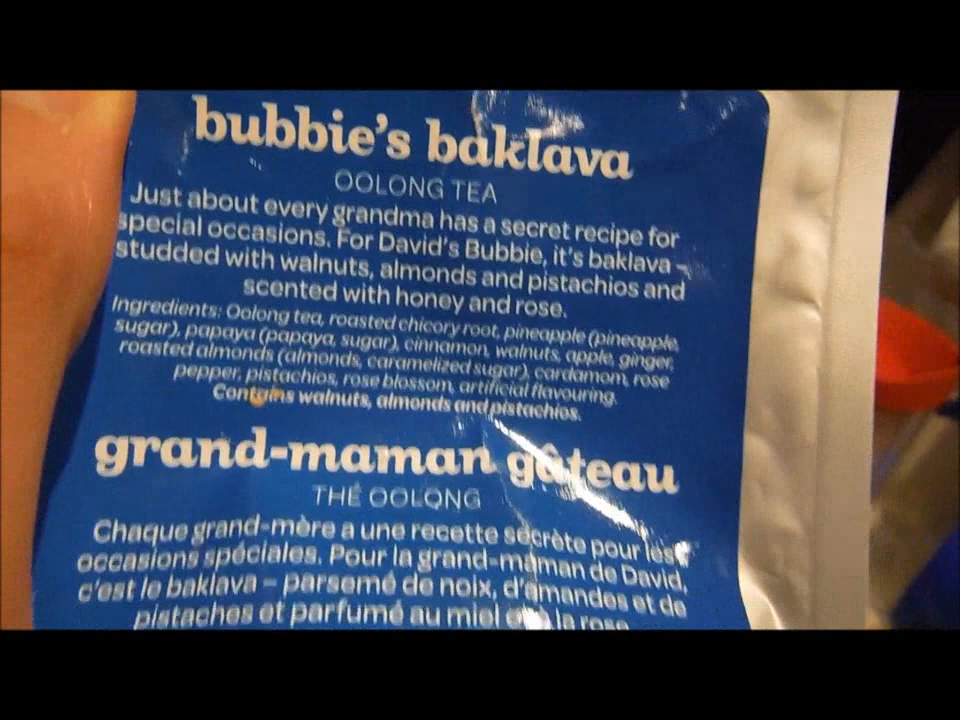 bubbie's baklava
OOLONG TEA
Just about every grandma has a secret recipe for
special occasions. For David's Bubbie, it's baklava –
studded with walnuts, almonds and pistachios and
scented with honey and rose.
Ingredients: Oolong tea, roasted chicory root, pineapple (pineapple,
sugar), papaya (papaya, sugar), cinnamon, walnuts, apple, ginger,
roasted almonds (almonds, caramelized sugar), cardamom, rose
pepper, pistachios, rose blossom, artificial flavouring.
Contains walnuts, almonds and pistachios.
grand-maman gâteau
THÉ OOLONG
Chaque grand-mère a une recette secrète pour les
occasions spéciales. Pour la grand-maman de David,
c'est le baklava – parsemé de noix, d'amandes et de
pistaches et parfumé au miel et à la rose.